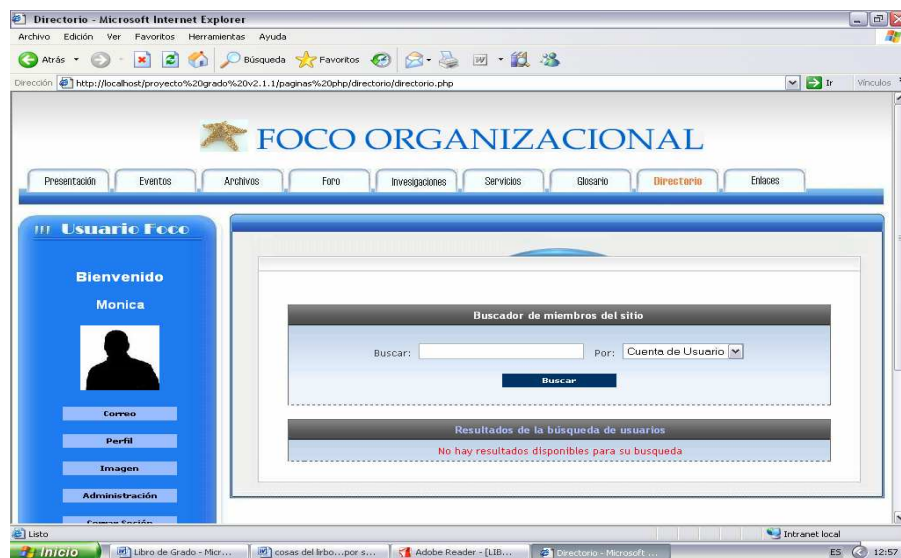 Directorio - Microsoft Internet Explorer
Archivo Edición Ver Favoritos Herramientas Ayuda
Atrás Búsqueda Favoritos
Dirección http://localhost/proyecto%20grado%20v2.1.1/paginas%20php/directorio/directorio.php Ir Vínculos
FOCO ORGANIZACIONAL
Presentación Eventos Archivos Foro Invesigaciones Servicios Glosario Directorio Enlaces
Usuario Foco
Bienvenido
Monica
Correo
Perfil
Imagen
Administración
Buscador de miembros del sitio
Buscar: Por: Cuenta de Usuario
Buscar
Resultados de la búsqueda de usuarios
No hay resultados disponibles para su busqueda
Listo Intranet local
Inicio Libro de Grado - Micr... cosas del lirbo...por s... Adobe Reader - [LIB... Directorio - Microsoft ... ES 12:57